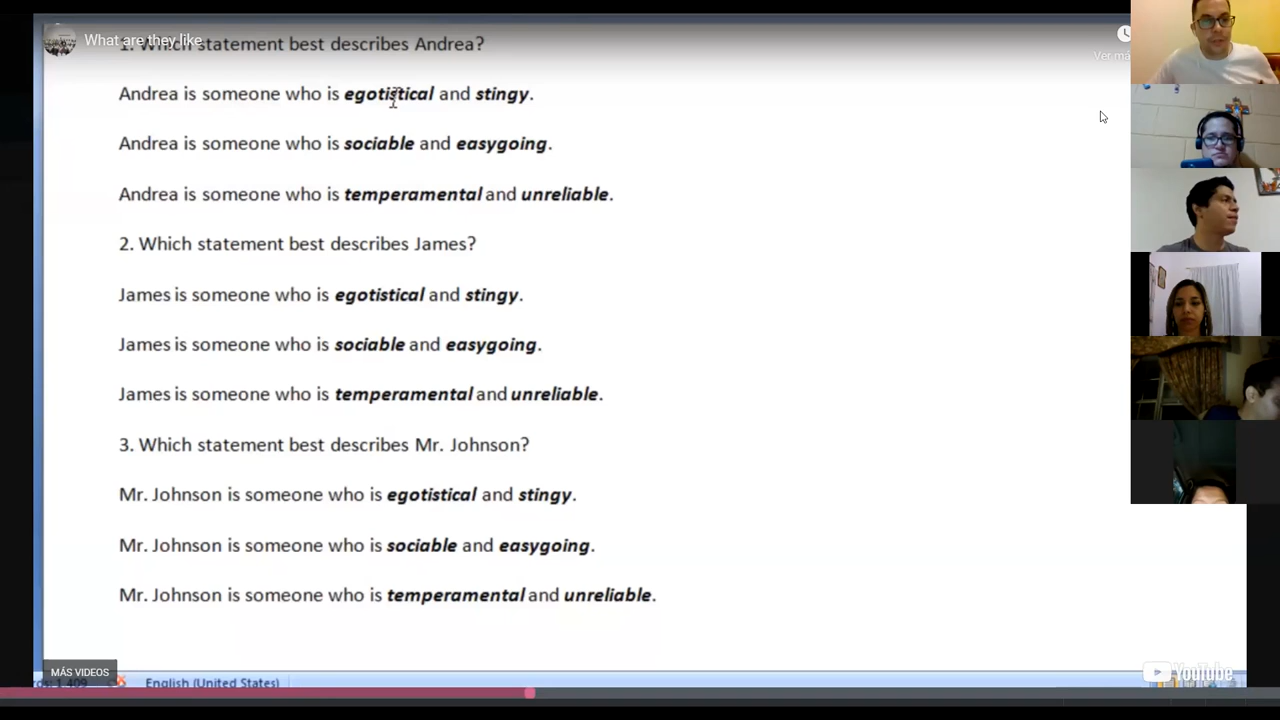 What are they like
1. Which statement best describes Andrea?
Ver má
Andrea is someone who is egotistical and stingy.
Andrea is someone who is sociable and easygoing.
Andrea is someone who is temperamental and unreliable.
2. Which statement best describes James?
James is someone who is egotistical and stingy.
James is someone who is sociable and easygoing.
James is someone who is temperamental and unreliable.
3. Which statement best describes Mr. Johnson?
Mr. Johnson is someone who is egotistical and stingy.
Mr. Johnson is someone who is sociable and easygoing.
Mr. Johnson is someone who is temperamental and unreliable.
MÁS VIDEOS
YouTube
1,409
English (United States)